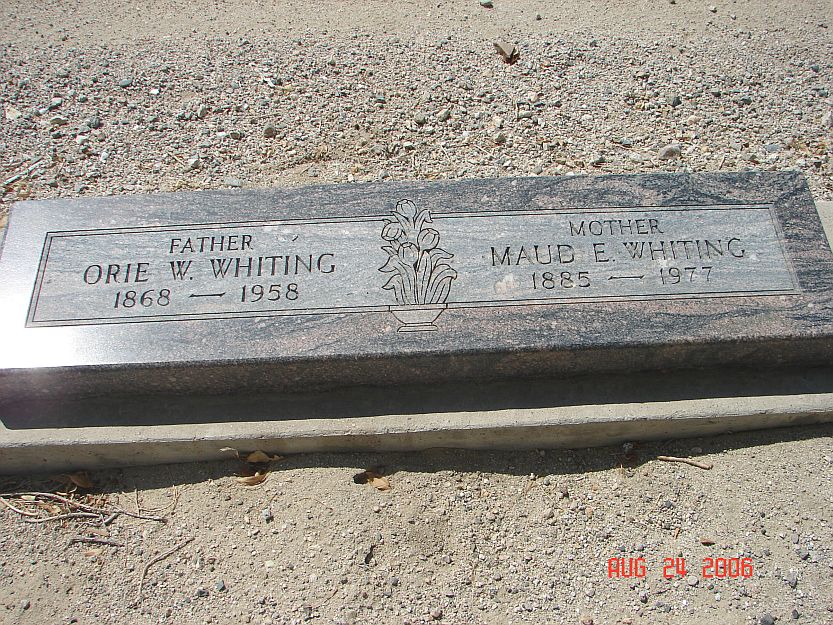 FATHER
ORIE W. WHITING
1868 — 1958
MOTHER
MAUD E. WHITING
1885 — 1977
AUG 24 2006